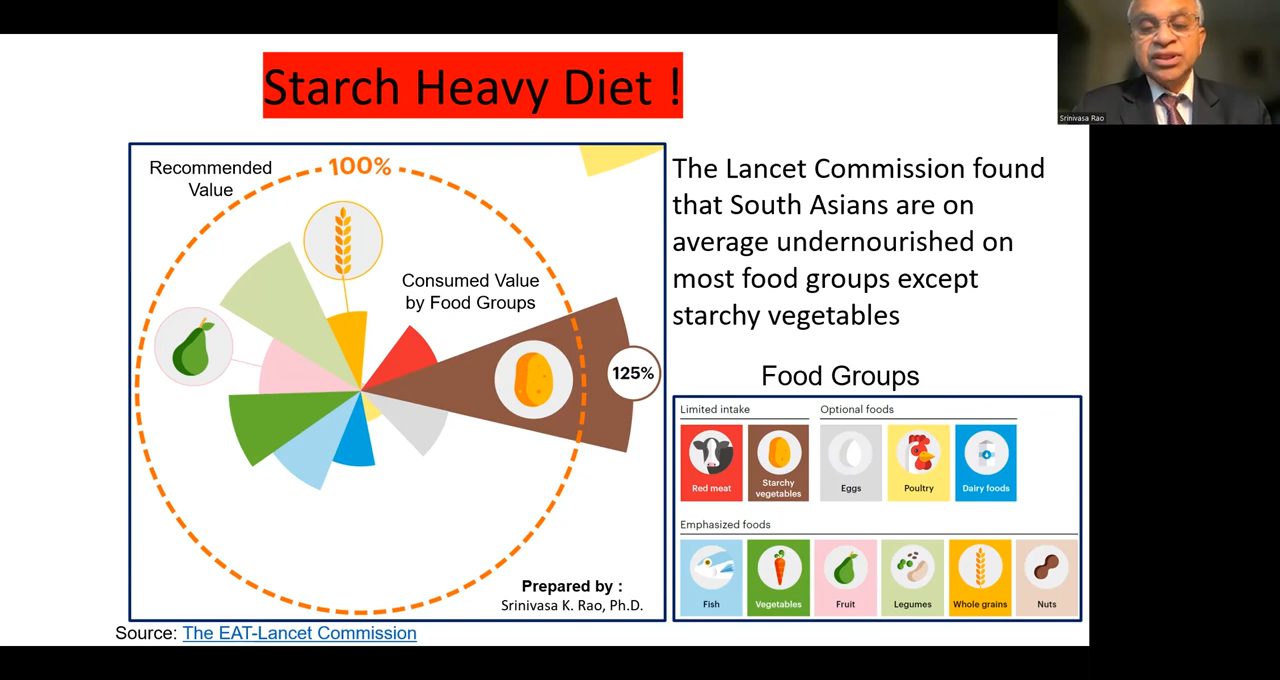 Starch Heavy Diet !
Srinivasa Rao
Recommended
Value
100%
Consumed Value
by Food Groups
125%
Prepared by :
Srinivasa K. Rao, Ph.D.
Source: The EAT-Lancet Commission
The Lancet Commission found
that South Asians are on
average undernourished on
most food groups except
starchy vegetables
Food Groups
Limited intake
Optional foods
Red meat
Starchy
vegetables
Eggs
Poultry
Dairy foods
Emphasized foods
Fish
Vegetables
Fruit
Legumes
Whole grains
Nuts